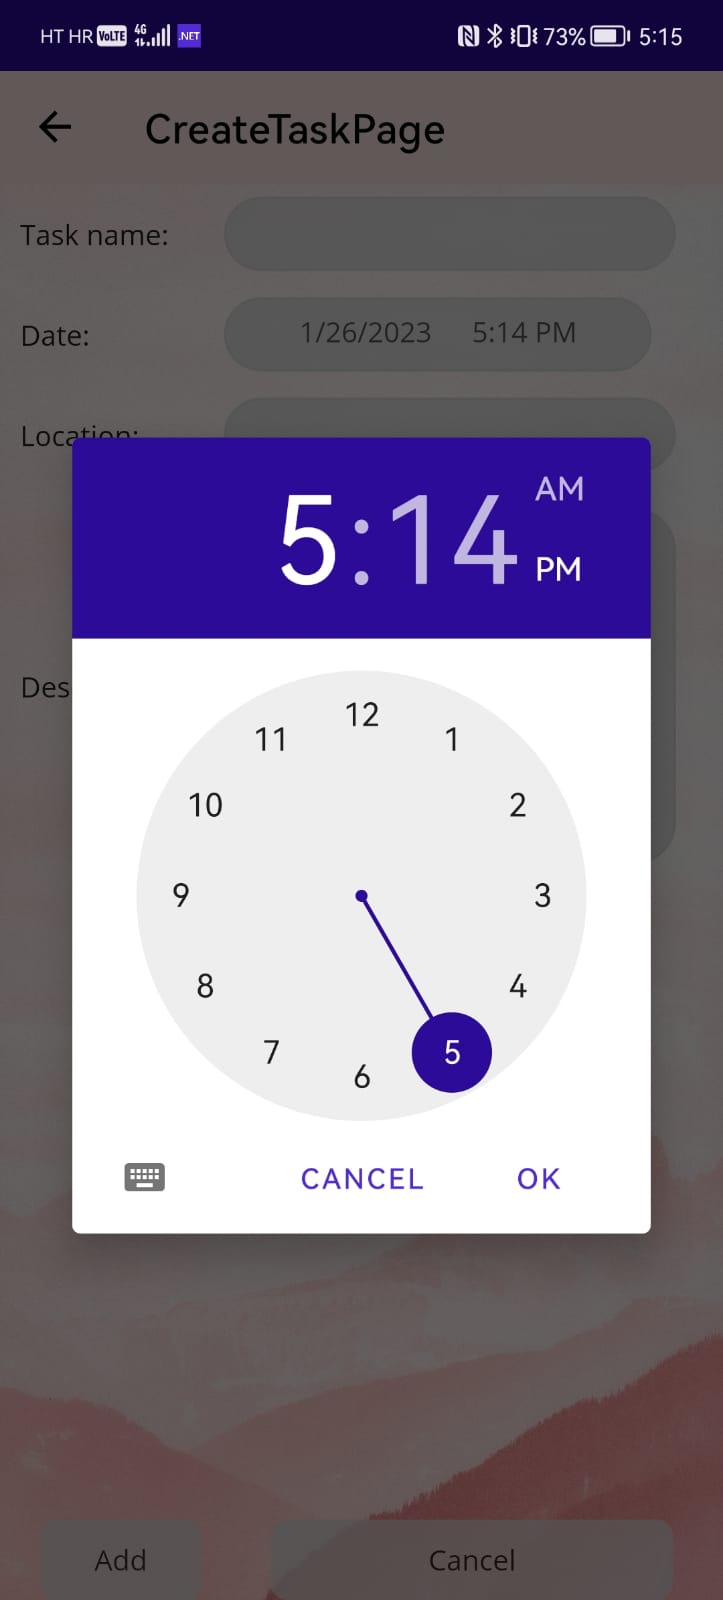 HT HR VoLTE 4G .NET 73% 5:15
CreateTaskPage
Task name:
Date: 1/26/2023 5:14 PM
Location:
5:14 AM PM
Des
12
11 1
10 2
9 3
8 4
7 5
6
CANCEL OK
Add Cancel